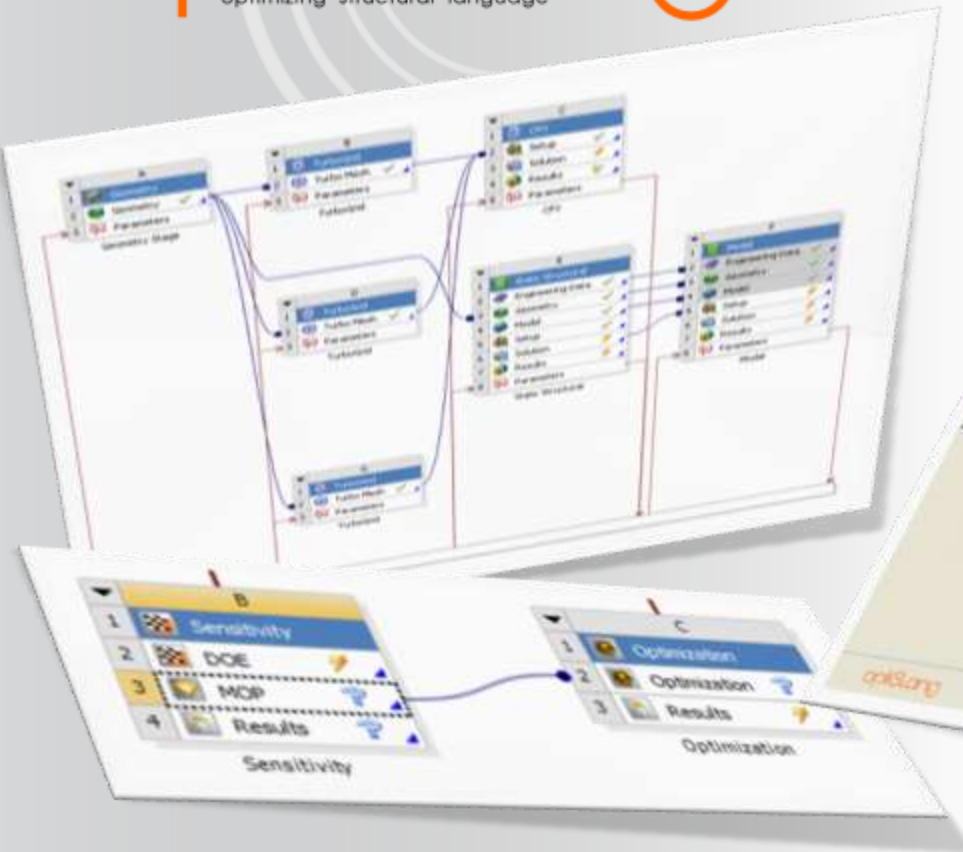 optimizing structural language
A
Geometry
Geometry
Parameters
Geometry Stage
B
TurboGrid
Turbo Mesh
Parameters
TurboGrid
C
CFX
Setup
Solution
Results
Parameters
CFX
D
TurboGrid
Turbo Mesh
Parameters
TurboGrid
E
Static Structural
Engineering Data
Geometry
Model
Setup
Solution
Results
Parameters
Static Structural
F
Modal
Engineering Data
Geometry
Model
Setup
Solution
Results
Parameters
Modal
TurboGrid
Turbo Mesh
Parameters
TurboGrid
B
1 Sensitivity
2 DOE
3 MOP
4 Results
Sensitivity
C
1 Optimization
2 Optimization
3 Results
Optimization
optiSLang